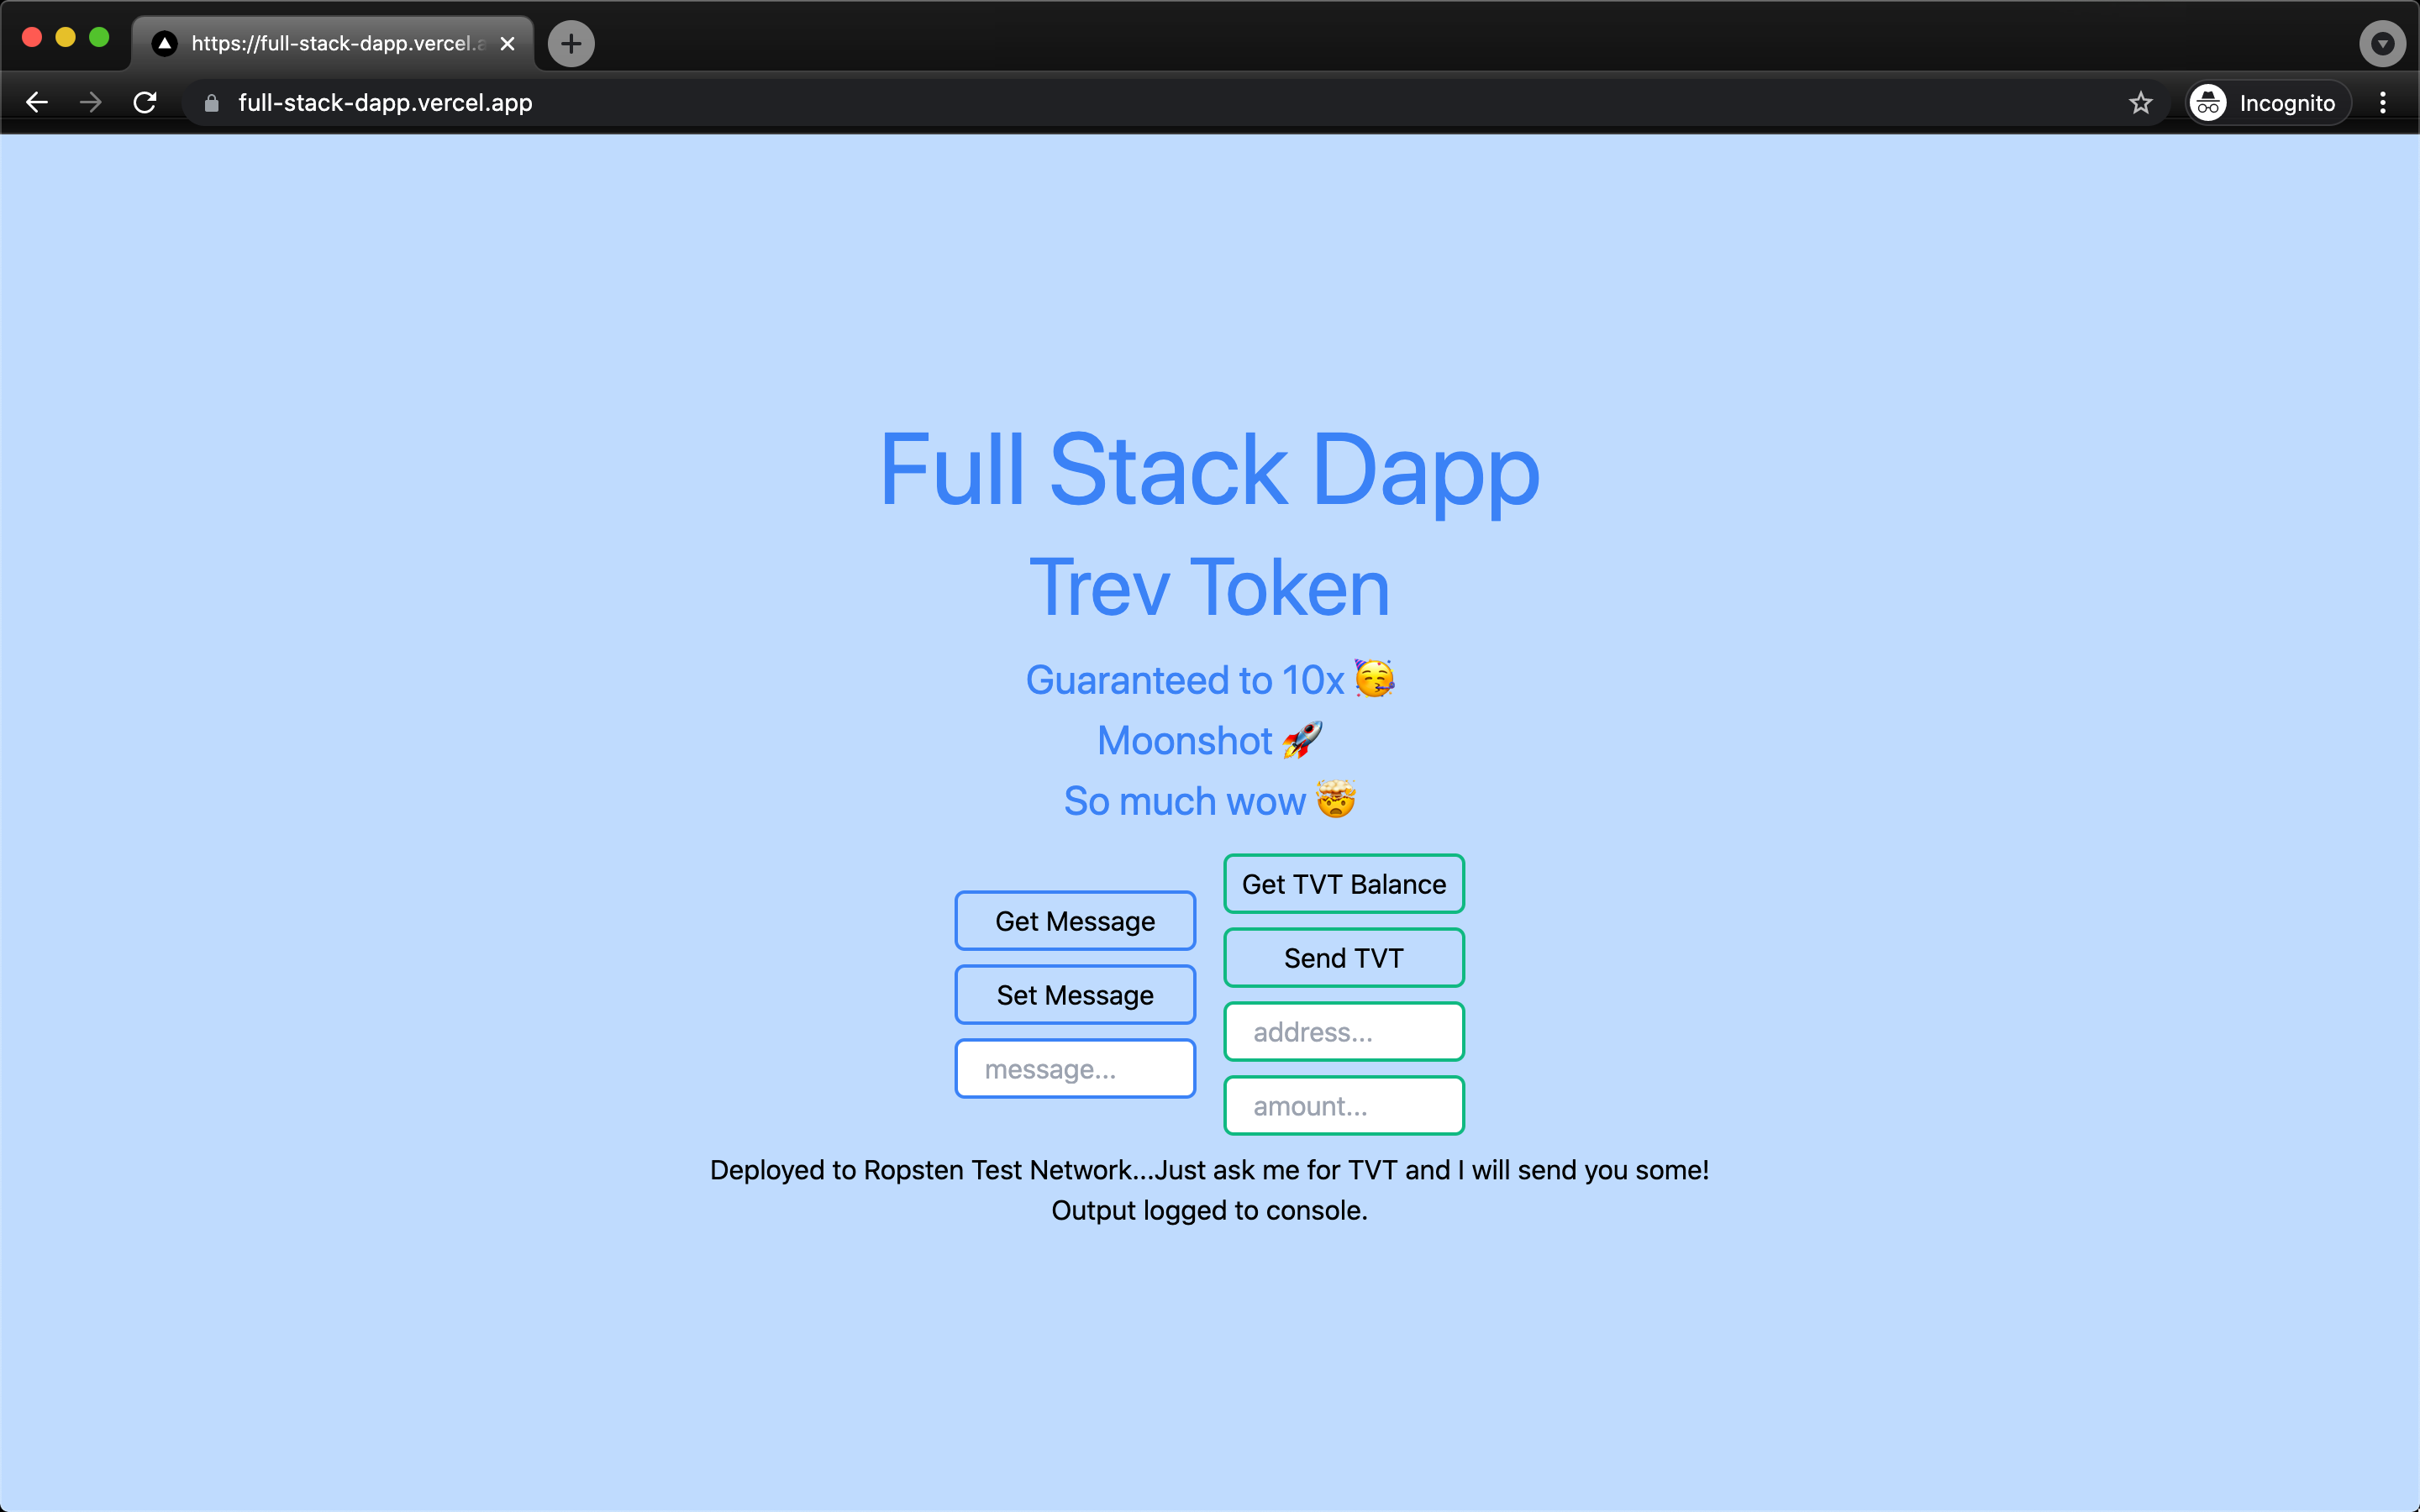 https://full-stack-dapp.vercel.a
full-stack-dapp.vercel.app
Incognito
Full Stack Dapp
Trev Token
Guaranteed to 10x 🥳
Moonshot 🚀
So much wow 🤯
Get Message
Set Message
message...
Get TVT Balance
Send TVT
address...
amount...
Deployed to Ropsten Test Network...Just ask me for TVT and I will send you some!
Output logged to console.